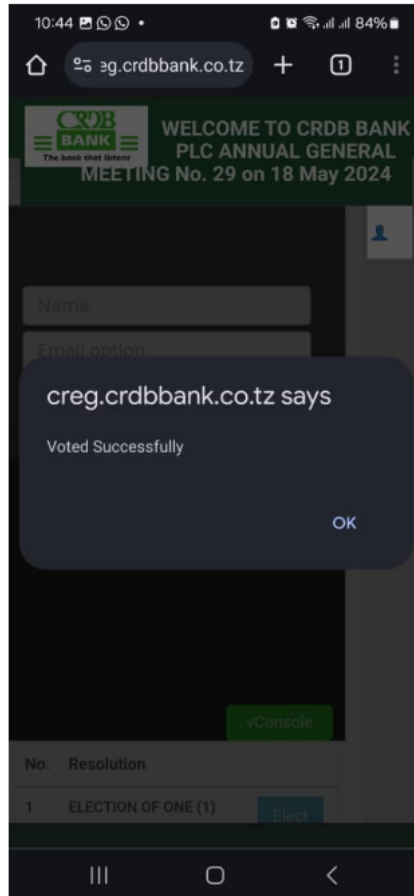 10:44 84%
eg.crdbbank.co.tz 1
CRDB
BANK
The bank that listens
WELCOME TO CRDB BANK
PLC ANNUAL GENERAL
MEETING No. 29 on 18 May 2024
Name
Email option
creg.crdbbank.co.tz says
Voted Successfully
OK
vConsole
No. Resolution
1 ELECTION OF ONE (1) Elect